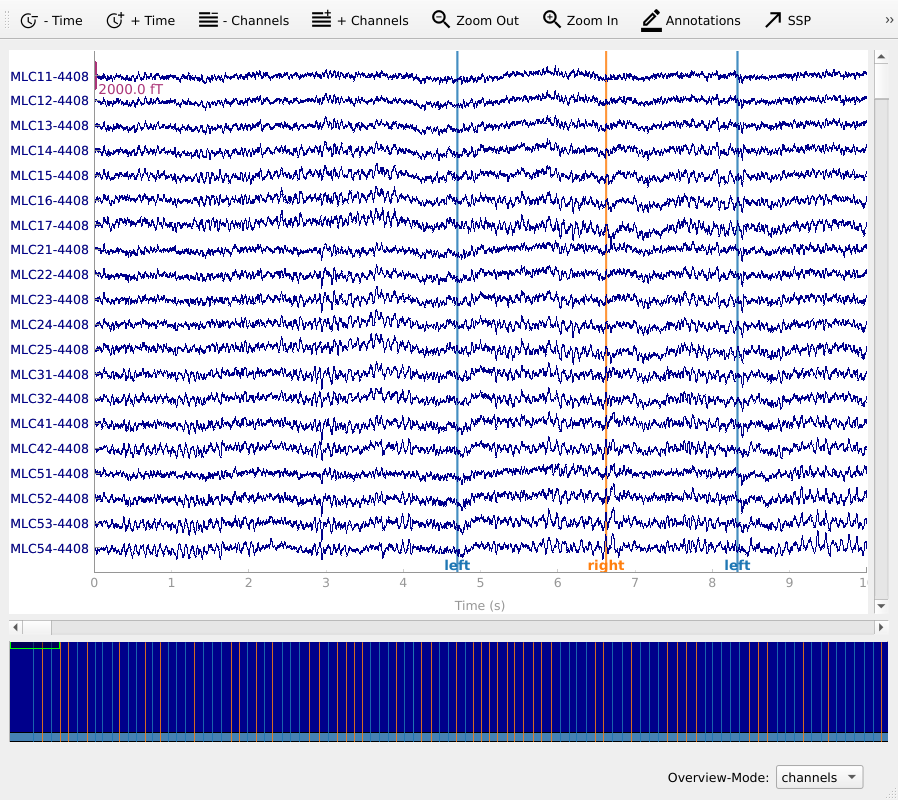 - Time + Time - Channels + Channels Zoom Out Zoom In Annotations SSP »
MLC11-4408
2000.0 fT
MLC12-4408
MLC13-4408
MLC14-4408
MLC15-4408
MLC16-4408
MLC17-4408
MLC21-4408
MLC22-4408
MLC23-4408
MLC24-4408
MLC25-4408
MLC31-4408
MLC32-4408
MLC41-4408
MLC42-4408
MLC51-4408
MLC52-4408
MLC53-4408
MLC54-4408
left right left
0 1 2 3 4 5 6 7 8 9 1
Time (s)
Overview-Mode: channels